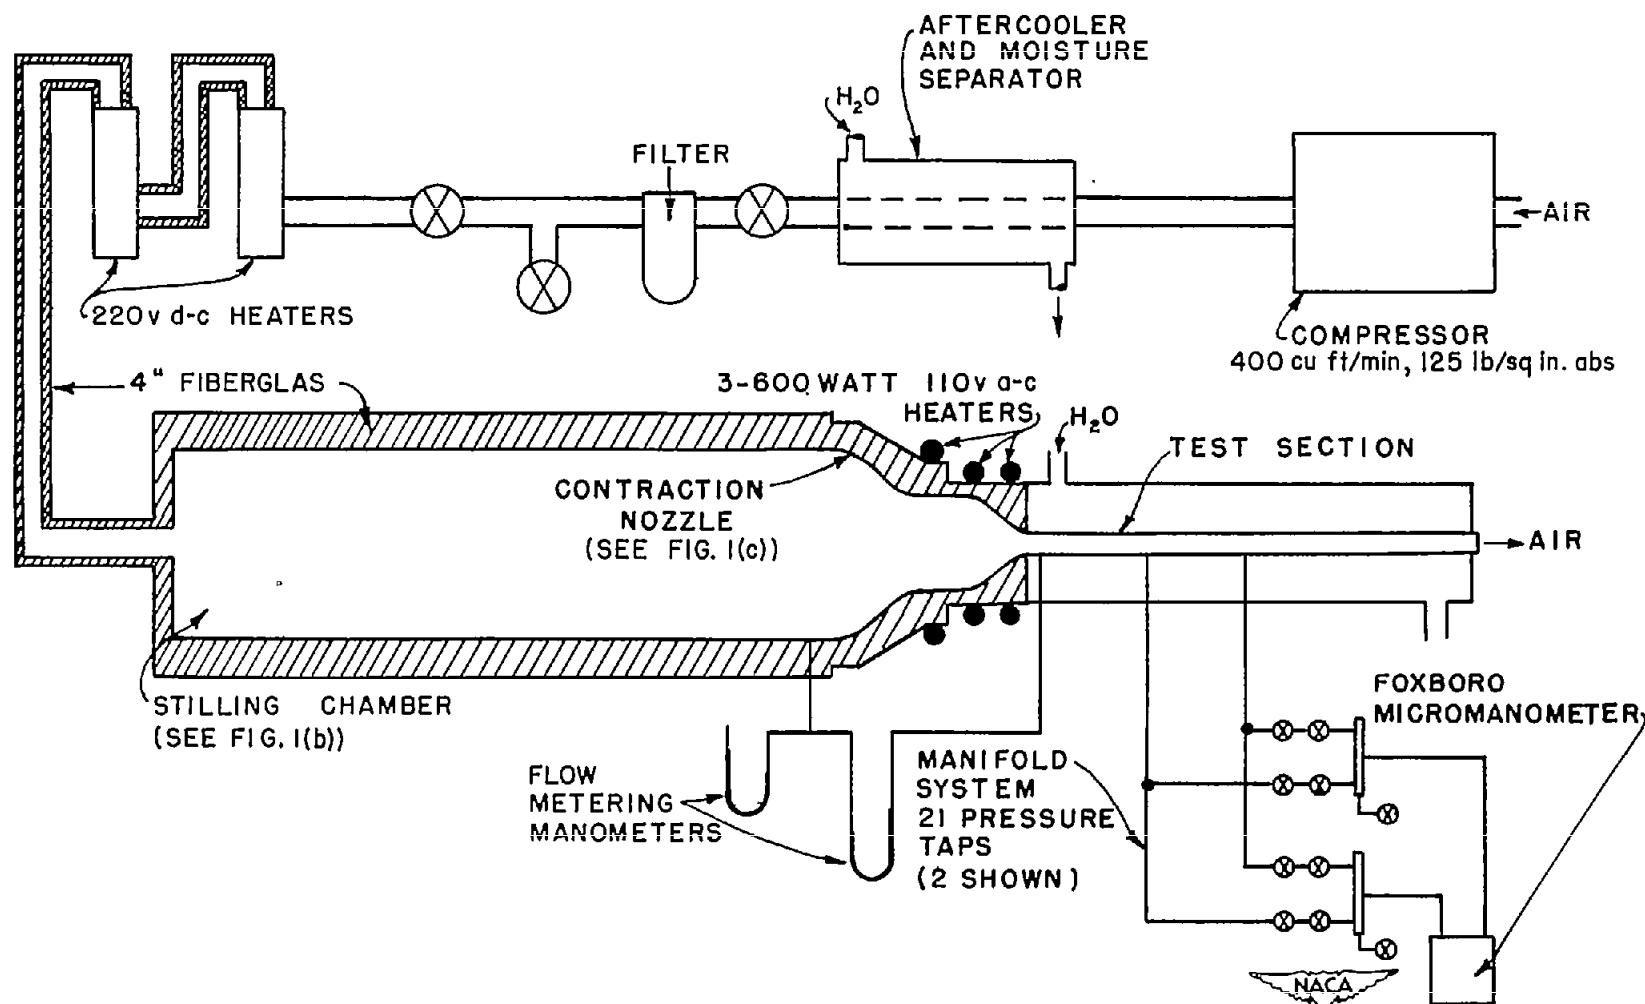 AFTERCOOLER
AND MOISTURE
SEPARATOR
H₂O
FILTER
AIR
220v d-c HEATERS
COMPRESSOR
400 cu ft/min, 125 lb/sq in. abs
4" FIBERGLAS
3-600 WATT 110v a-c
HEATERS
H₂O
TEST SECTION
CONTRACTION
NOZZLE
(SEE FIG. 1(c))
AIR
STILLING CHAMBER
(SEE FIG. 1(b))
FOXBORO
MICROMANOMETER
FLOW
METERING
MANOMETERS
MANIFOLD
SYSTEM
21 PRESSURE
TAPS
(2 SHOWN)
NACA